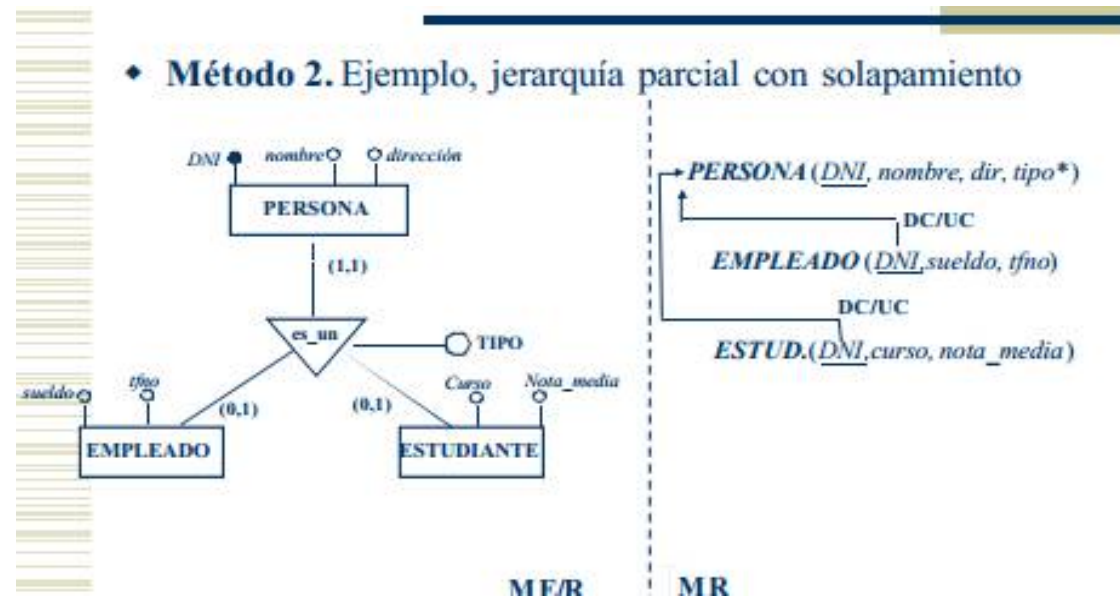 Método 2. Ejemplo, jerarquía parcial con solapamiento
DNI nombre dirección
PERSONA
(1,1)
es_un
TIPO
sueldo tfno
(0,1)
(0,1)
Curso Nota_media
EMPLEADO
ESTUDIANTE
PERSONA (DNI, nombre, dir, tipo*)
DC/UC
EMPLEADO (DNI,sueldo, tfno)
DC/UC
ESTUD.(DNI,curso, nota_media)
ME/R MR